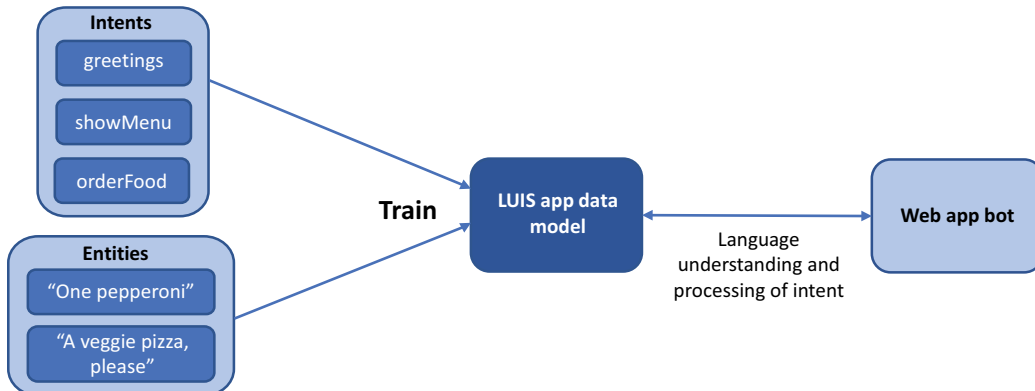 Intents
greetings
showMenu
orderFood
Entities
“One pepperoni”
“A veggie pizza,
please”
Train
LUIS app data
model
Language
understanding and
processing of intent
Web app bot